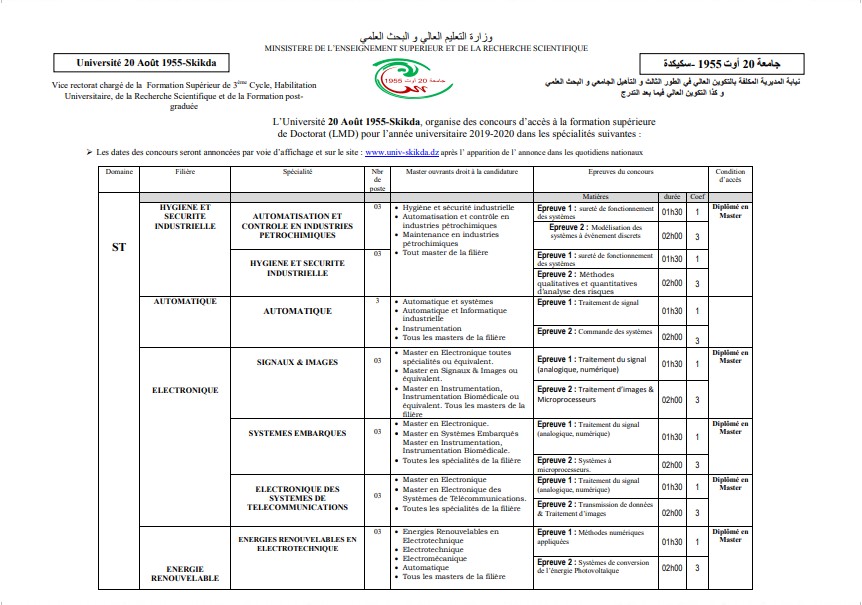 وزارة التعليم العالي و البحث العلمي
MINISTERE DE L'ENSEIGNEMENT SUPERIEUR ET DE LA RECHERCHE SCIENTIFIQUE
Université 20 Août 1955-Skikda
جامعة 20 أوت 1955 -سكيكدة
Vice rectorat chargé de la Formation Supérieur de 3ème Cycle, Habilitation
Universitaire, de la Recherche Scientifique et de la Formation post-
graduée
جامعة 20 أوت 1955
نيابة المديرية المكلفة بالتكوين العالي في الطور الثالث و التأهيل الجامعي و البحث العلمي
و كذا التكوين العالي فيما بعد التدرج
L'Université 20 Août 1955-Skikda, organise des concours d'accès à la formation supérieure
de Doctorat (LMD) pour l'année universitaire 2019-2020 dans les spécialités suivantes :
➢ Les dates des concours seront annoncées par voie d'affichage et sur le site : www.univ-skikda.dz après l' apparition de l' annonce dans les quotidiens nationaux
Domaine
Filière
Spécialité
Nbr
de
poste
Master ouvrants droit à la candidature
Epreuves du concours
Condition
d'accès
Matières
durée
Coef
ST
HYGIENE ET
SECURITE
INDUSTRIELLE
AUTOMATISATION ET
CONTROLE EN INDUSTRIES
PETROCHIMIQUES
03
• Hygiène et sécurité industrielle
• Automatisation et contrôle en
industries pétrochimiques
• Maintenance en industries
pétrochimiques
• Tout master du filière
Epreuve 1 : sureté de fonctionnement
des systèmes
01h30
1
Diplômé en
Master
Epreuve 2 : Modélisation des
systèmes à événement discrets
02h00
3
HYGIENE ET SECURITE
INDUSTRIELLE
03
Epreuve 1 : sureté de fonctionnement
des systèmes
01h30
1
Epreuve 2 : Méthodes
qualitatives et quantitatives
d'analyse des risques
02h00
3
AUTOMATIQUE
AUTOMATIQUE
3
• Automatique et systèmes
• Automatique et Informatique
industrielle
• Instrumentation
• Tous les masters de la filière
Epreuve 1 : Traitement de signal
01h30
1
Epreuve 2 : Commande des systèmes
02h00
3
ELECTRONIQUE
SIGNAUX & IMAGES
03
• Master en Electronique toutes
spécialités ou équivalent.
• Master en Signaux & Images ou
équivalent.
• Master en Instrumentation,
Instrumentation Biomédicale ou
équivalent. Tous les masters de la
filière
Epreuve 1 : Traitement du signal
(analogique, numérique)
01h30
1
Diplômé en
Master
Epreuve 2 : Traitement d'images &
Microprocesseurs
02h00
3
SYSTEMES EMBARQUES
03
• Master en Electronique.
• Master en Systèmes Embarqués
Master en Instrumentation,
Instrumentation Biomédicale.
• Toutes les spécialités de la filière
Epreuve 1 : Traitement du signal
(analogique, numérique)
01h30
1
Diplômé en
Master
Epreuve 2 : Systèmes à
microprocesseurs.
02h00
3
ELECTRONIQUE DES
SYSTEMES DE
TELECOMMUNICATIONS
03
• Master en Electronique
• Master en Electronique des
Systèmes de Télécommunications.
• Toutes les spécialités de la filière
Epreuve 1 : Traitement du signal
(analogique, numérique)
01h30
1
Diplômé en
Master
Epreuve 2 : Transmission de données
& Traitement d'images
02h00
3
ENERGIE
RENOUVELABLE
ENERGIES RENOUVELABLES EN
ELECTROTECHNIQUE
03
• Energies Renouvelables en
Electrotechnique
• Electrotechnique
• Electromécanique
• Automatique
• Tous les masters de la filière
Epreuve 1 : Méthodes numériques
appliquées
01h30
1
Diplômé en
Master
Epreuve 2 : Systèmes de conversion
de l'énergie Photovoltaïque
02h00
3